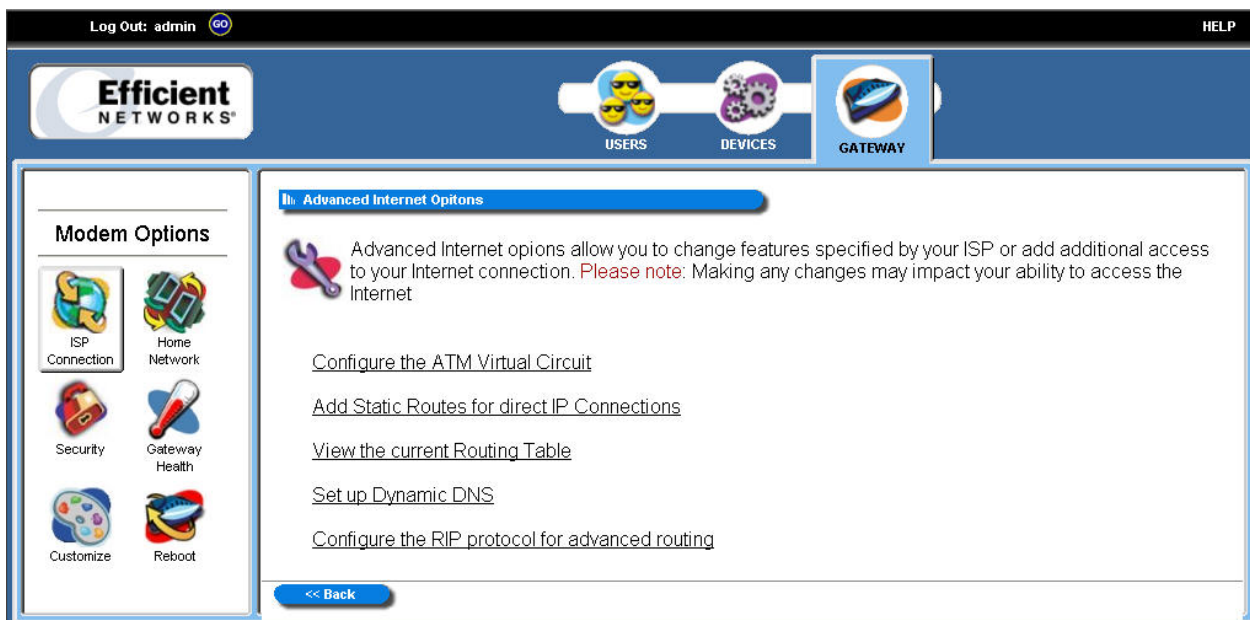 Log Out: admin GO
HELP
Efficient
NETWORKS®
USERS
DEVICES
GATEWAY
Modem Options
ISP
Connection
Home
Network
Security
Gateway
Health
Customize
Reboot
Advanced Internet Opitons
Advanced Internet opions allow you to change features specified by your ISP or add additional access
to your Internet connection. Please note: Making any changes may impact your ability to access the
Internet
Configure the ATM Virtual Circuit
Add Static Routes for direct IP Connections
View the current Routing Table
Set up Dynamic DNS
Configure the RIP protocol for advanced routing
<< Back